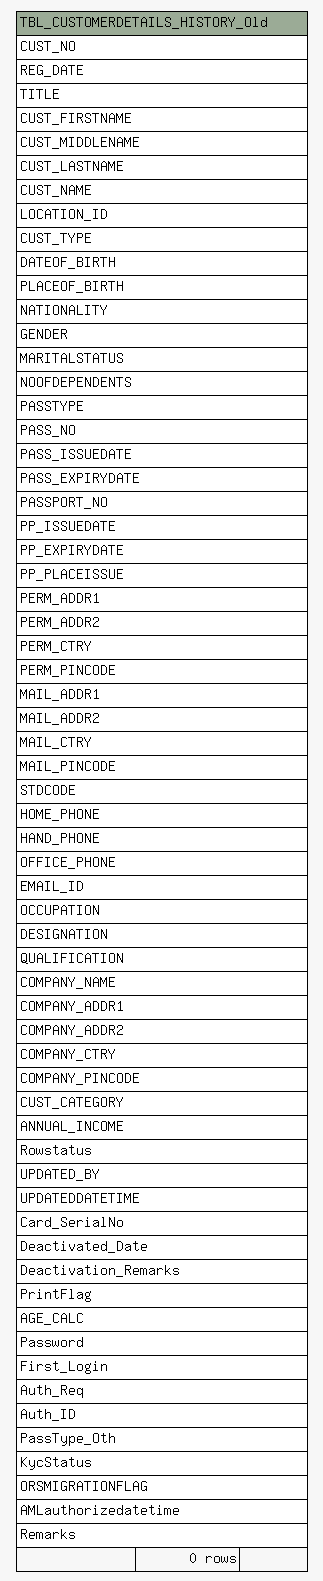 TBL_CUSTOMERDETAILS_HISTORY_Old
CUST_NO
REG_DATE
TITLE
CUST_FIRSTNAME
CUST_MIDDLENAME
CUST_LASTNAME
CUST_NAME
LOCATION_ID
CUST_TYPE
DATEOF_BIRTH
PLACEOF_BIRTH
NATIONALITY
GENDER
MARITALSTATUS
NOOFDEPENDENTS
PASSTYPE
PASS_NO
PASS_ISSUEDATE
PASS_EXPIRYDATE
PASSPORT_NO
PP_ISSUEDATE
PP_EXPIRYDATE
PP_PLACEISSUE
PERM_ADDR1
PERM_ADDR2
PERM_CTRY
PERM_PINCODE
MAIL_ADDR1
MAIL_ADDR2
MAIL_CTRY
MAIL_PINCODE
STDCODE
HOME_PHONE
HAND_PHONE
OFFICE_PHONE
EMAIL_ID
OCCUPATION
DESIGNATION
QUALIFICATION
COMPANY_NAME
COMPANY_ADDR1
COMPANY_ADDR2
COMPANY_CTRY
COMPANY_PINCODE
CUST_CATEGORY
ANNUAL_INCOME
Rowstatus
UPDATED_BY
UPDATEDDATETIME
Card_SerialNo
Deactivated_Date
Deactivation_Remarks
PrintFlag
AGE_CALC
Password
First_Login
Auth_Req
Auth_ID
PassType_Oth
KycStatus
ORSMIGRATIONFLAG
AMLauthorizedatetime
Remarks
0 rows